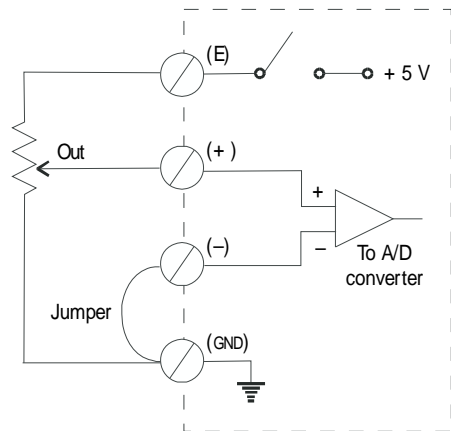 (E)
+ 5 V
Out
(+)
+
(–)
–
To A/D
converter
Jumper
(GND)